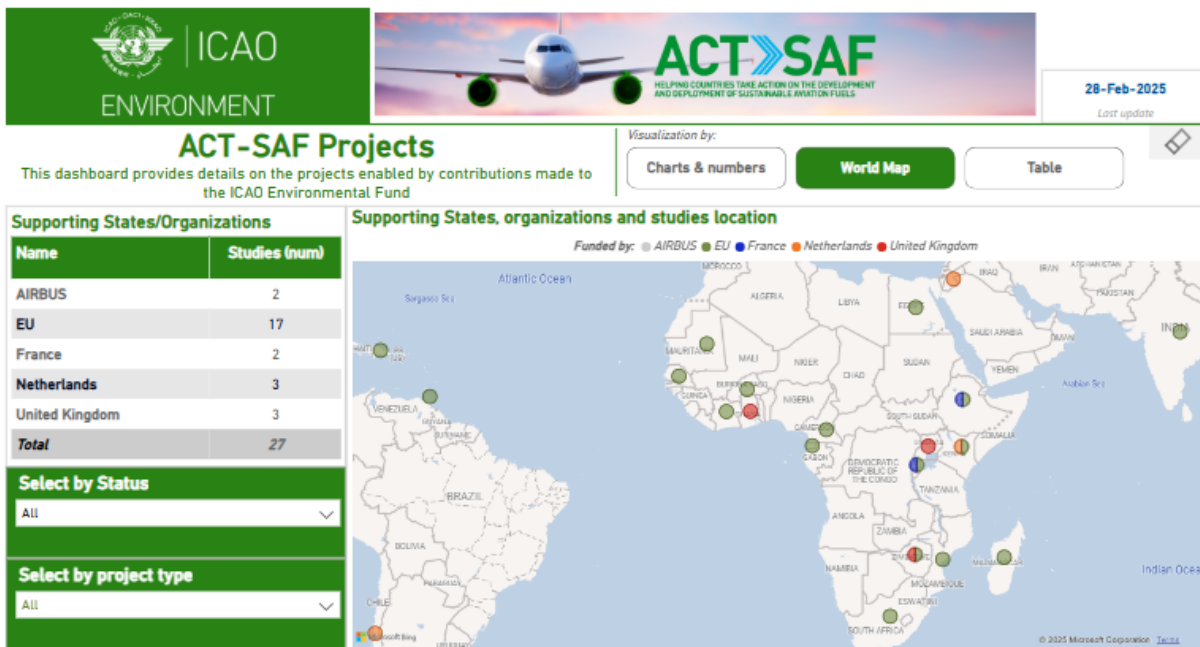 ICAO
ENVIRONMENT
ACT SAF
HELPING COUNTRIES TAKE ACTION ON THE DEVELOPMENT
AND DEPLOYMENT OF SUSTAINABLE AVIATION FUELS
28-Feb-2025
Last update
ACT-SAF Projects
This dashboard provides details on the projects enabled by contributions made to
the ICAO Environmental Fund
Visualization by:
Charts & numbers
World Map
Table
Supporting States/Organizations
Name Studies (num)
AIRBUS 2
EU 17
France 2
Netherlands 3
United Kingdom 3
Total 27
Select by Status
All
Select by project type
All
Supporting States, organizations and studies location
Funded by: AIRBUS EU France Netherlands United Kingdom
MOROCCO
IRAQ
IRAN
AFGHANISTAN
Atlantic Ocean
Sargasso Sea
ALGERIA
LIBYA
PAKISTAN
SAUDI ARABIA
OMAN
MALI
NIGER
SUDAN
CHAD
YEMEN
Arabian Sea
GUINEA
NIGERIA
VENEZUELA
GUYANA
SURINAME
SOUTH SUDAN
SOMALIA
GABON
DEMOCRATIC
REPUBLIC OF
THE CONGO
TANZANIA
BRAZIL
ANGOLA
ZAMBIA
BOLIVIA
NAMIBIA
MOZAMBIQUE
Indian Ocea
PARAGUAY
CHILE
ESWATINI
SOUTH AFRICA
URUGUAY
© 2025 Microsoft Corporation Terms